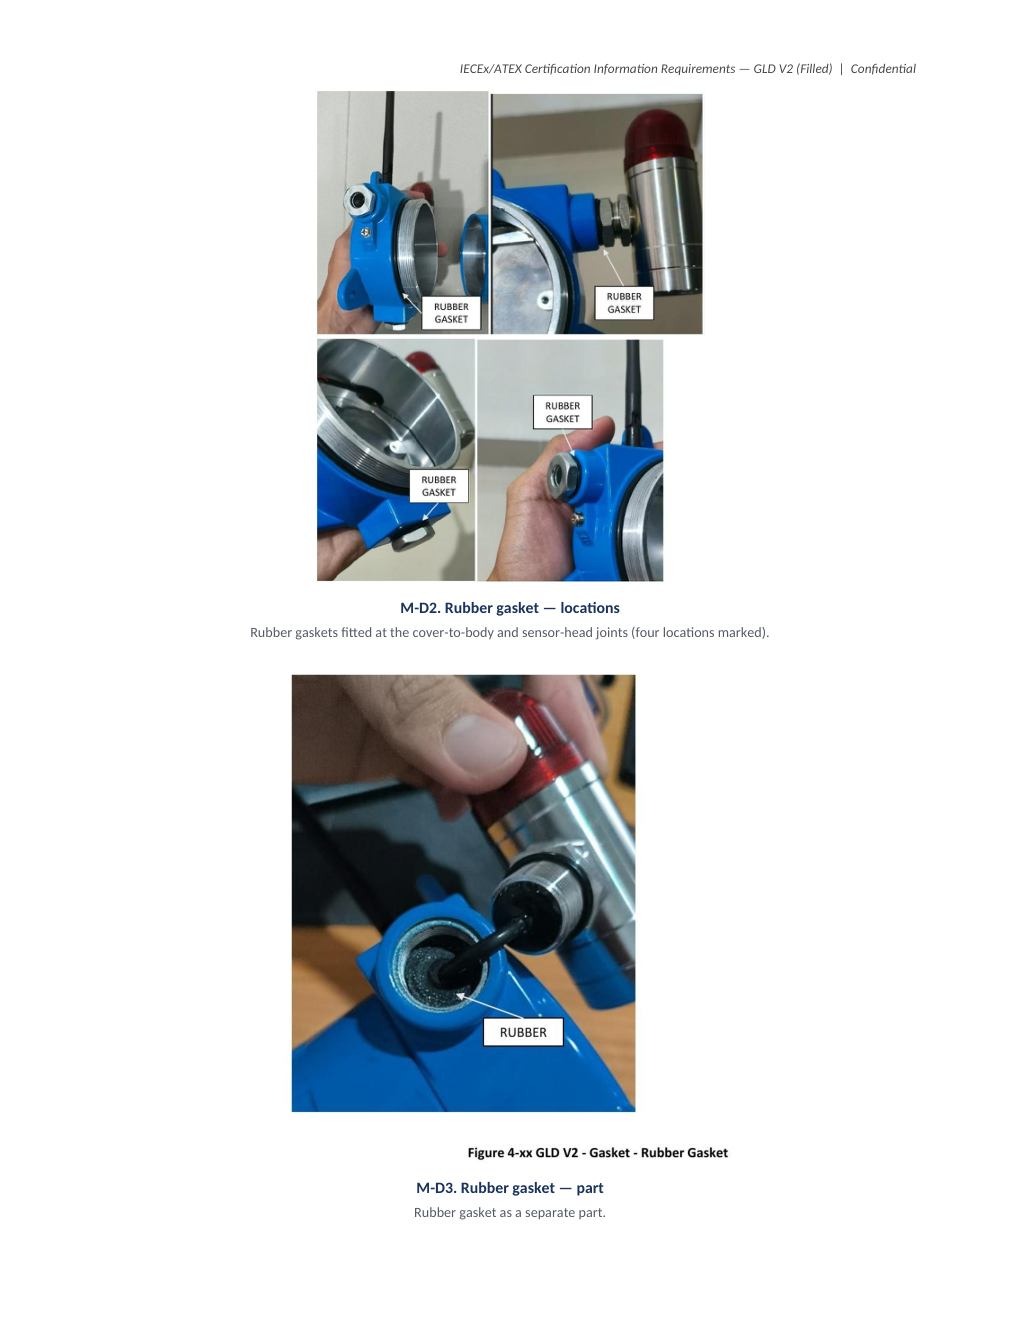 IECEx/ATEX Certification Information Requirements — GLD V2 (Filled) | Confidential
RUBBER
GASKET
RUBBER
GASKET
RUBBER
GASKET
RUBBER
GASKET
M-D2. Rubber gasket — locations
Rubber gaskets fitted at the cover-to-body and sensor-head joints (four locations marked).
RUBBER
Figure 4-xx GLD V2 - Gasket - Rubber Gasket
M-D3. Rubber gasket — part
Rubber gasket as a separate part.